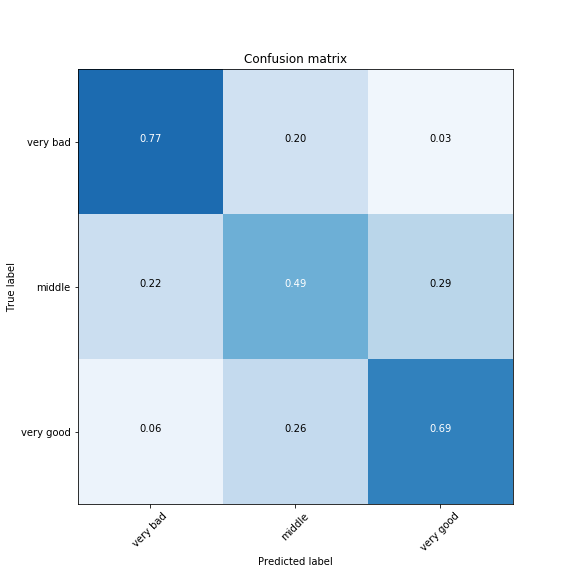 Confusion matrix
True label
very bad
0.77 0.20 0.03
middle
0.22 0.49 0.29
very good
0.06 0.26 0.69
very bad
middle
very good
Predicted label